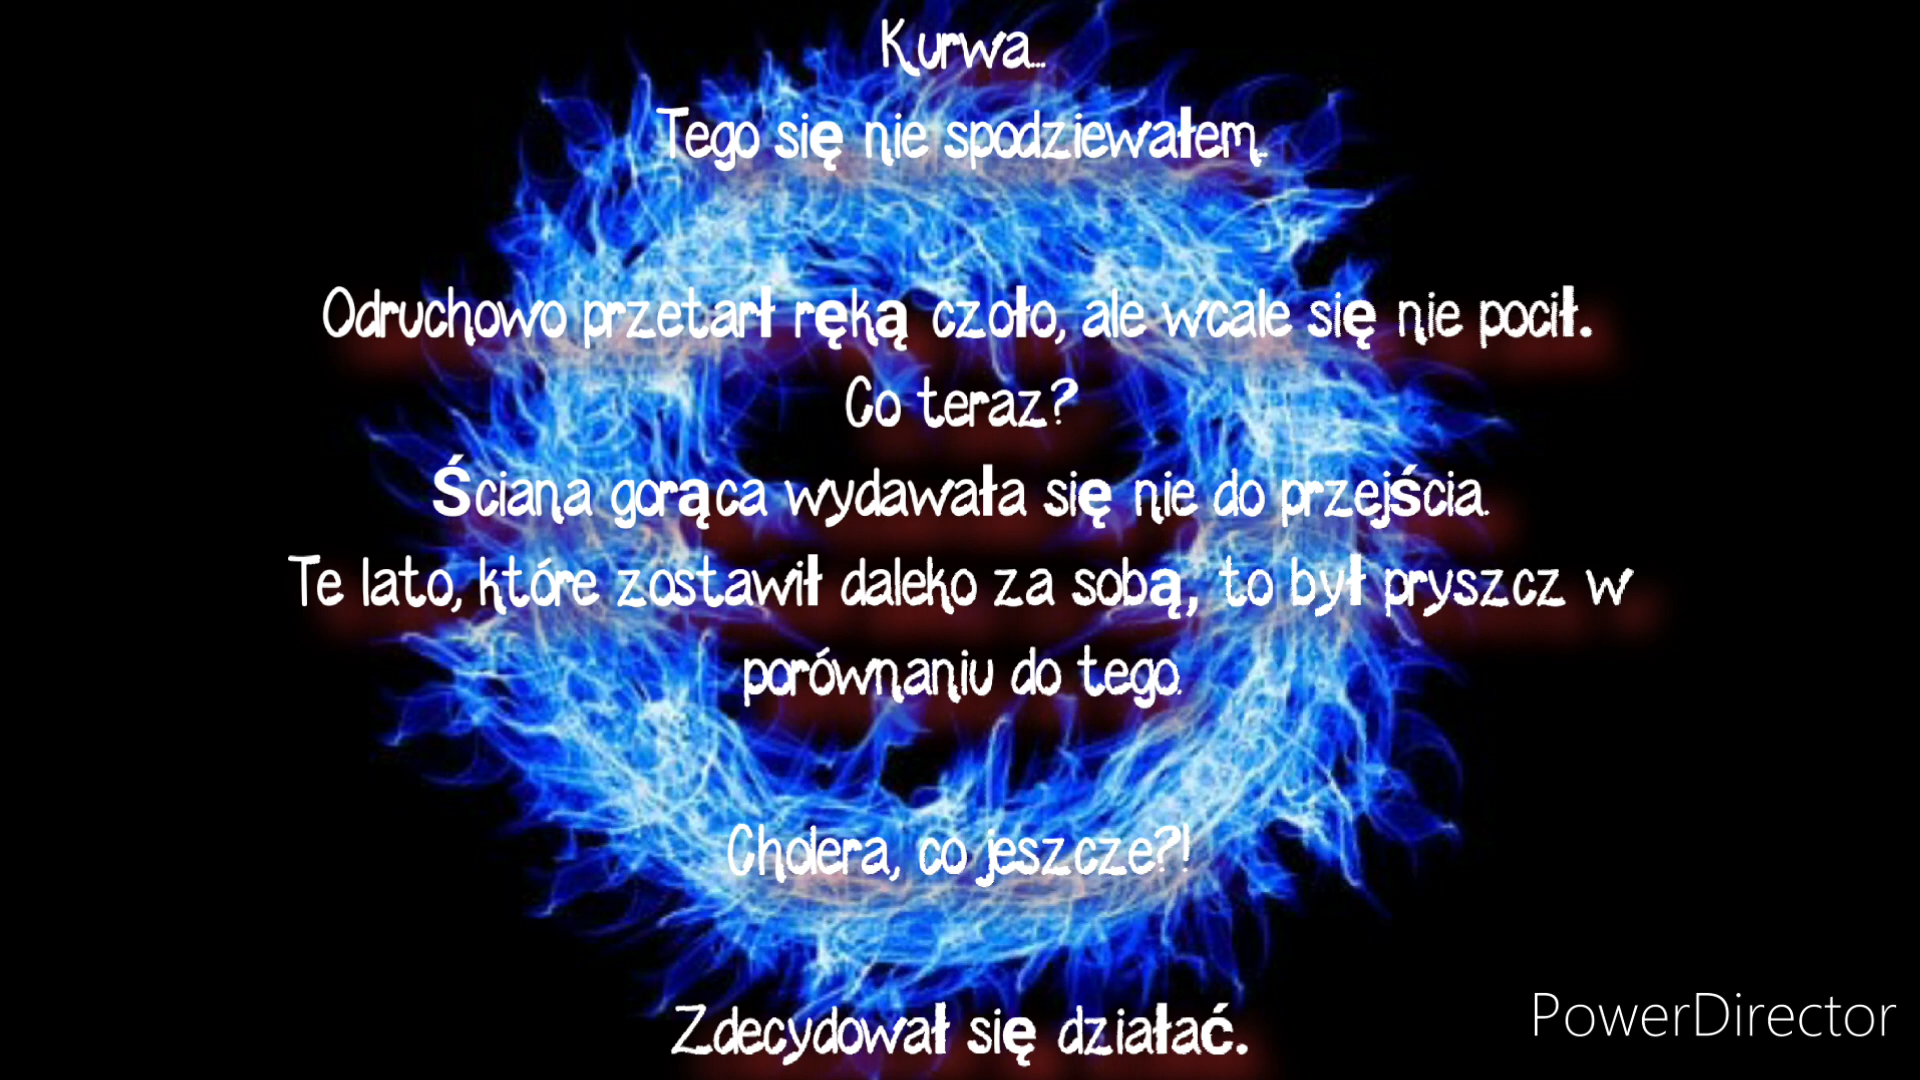 Kurwa...
Tego się nie spodziewałem..
Odruchowo przetarł ręką czoło, ale wcale się nie pocił.
Co teraz?
Ściana gorąca wydawała się nie do przejścia.
Te lato, które zostawił daleko za sobą, to był pryszcz w
porównaniu do tego.
Cholera, co jeszcze?!
Zdecydował się działać.
PowerDirector